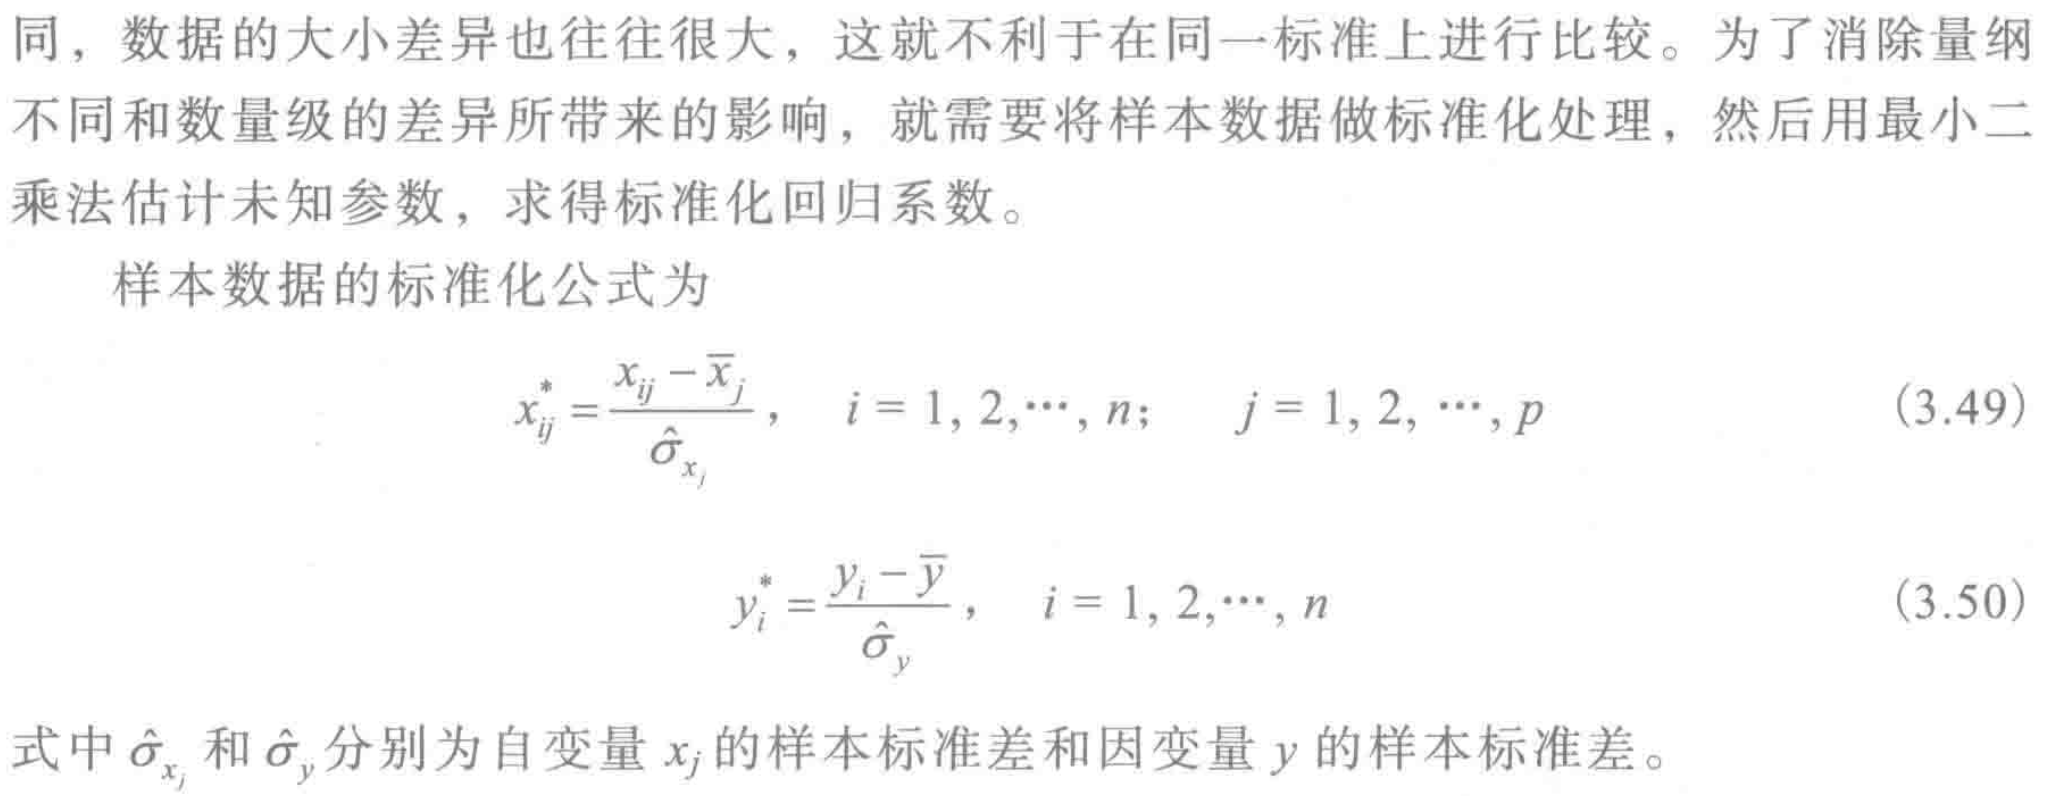 同，数据的大小差异也往往很大，这就不利于在同一标准上进行比较。为了消除量纲
不同和数量级的差异所带来的影响，就需要将样本数据做标准化处理，然后用最小二
乘法估计未知参数，求得标准化回归系数。
样本数据的标准化公式为
$x_{ij}^{*}=\frac{x_{ij}-\overline{x}_{j}}{\hat{\sigma}_{x_{j}}}, \quad i=1,2,\cdots,n; \quad j=1,2,\cdots,p$ (3.49)
$y_{i}^{*}=\frac{y_{i}-\overline{y}}{\hat{\sigma}_{y}}, \quad i=1,2,\cdots,n$ (3.50)
式中 $\hat{\sigma}_{x_{j}}$ 和 $\hat{\sigma}_{y}$ 分别为自变量 $x_{j}$ 的样本标准差和因变量 $y$ 的样本标准差。